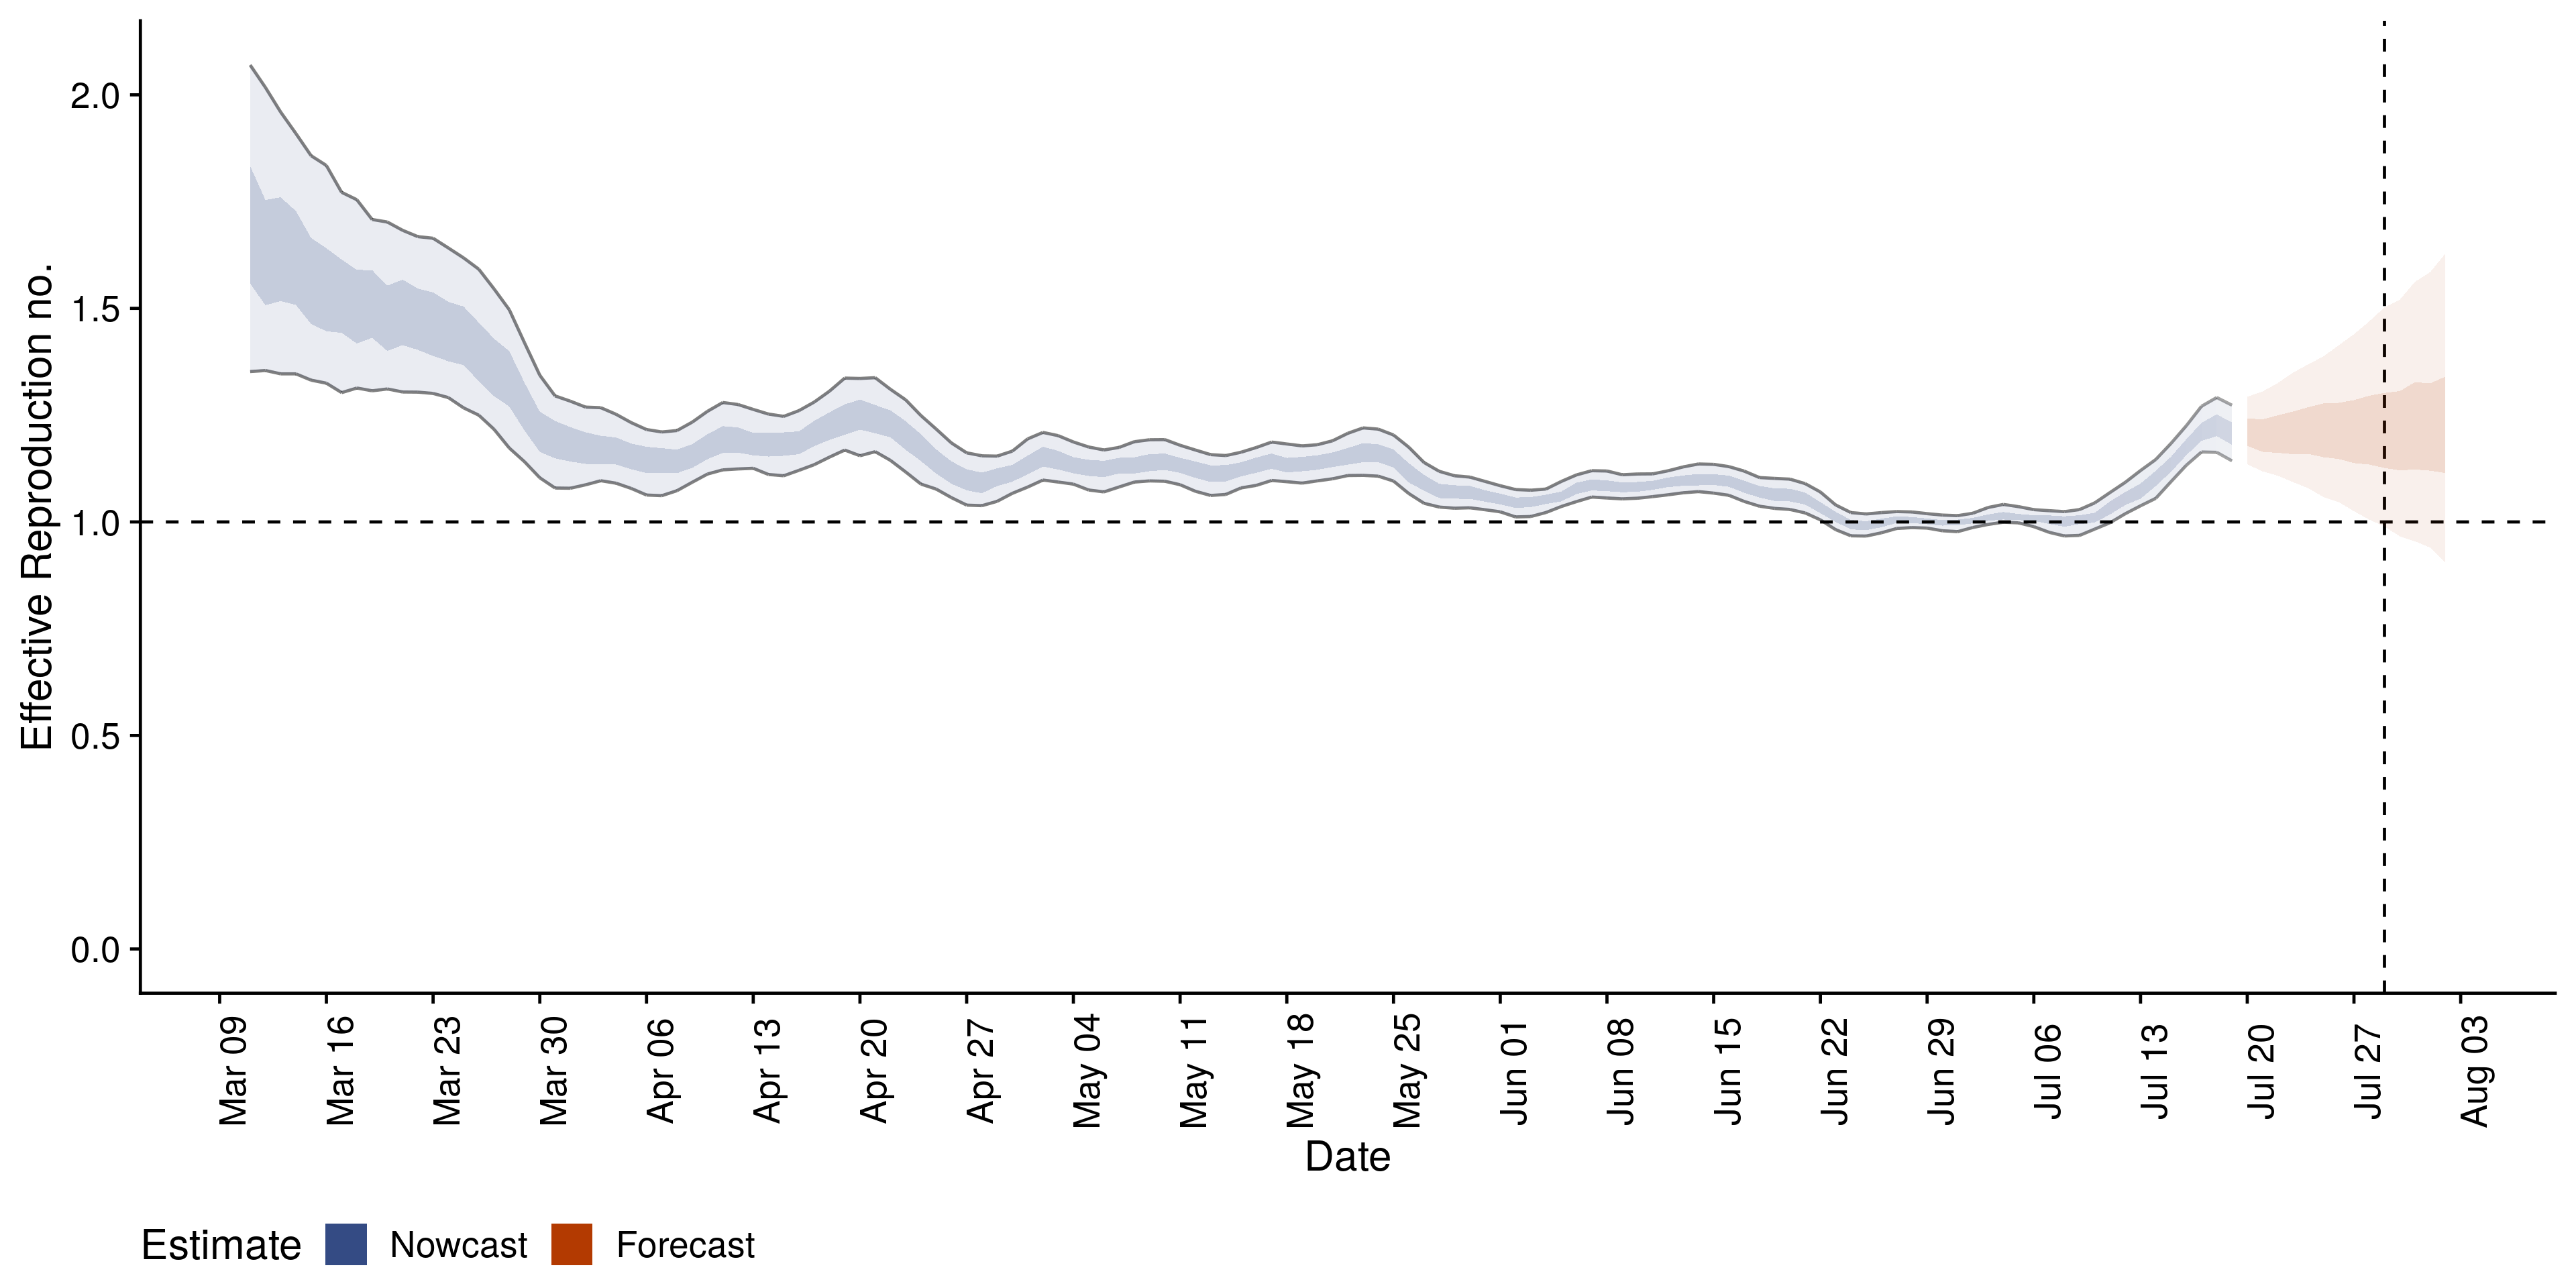 Effective Reproduction no.
2.0
1.5
1.0
0.5
0.0
Mar 09
Mar 16
Mar 23
Mar 30
Apr 06
Apr 13
Apr 20
Apr 27
May 04
May 11
May 18
May 25
Jun 01
Jun 08
Jun 15
Jun 22
Jun 29
Jul 06
Jul 13
Jul 20
Jul 27
Aug 03
Date
Estimate Nowcast Forecast